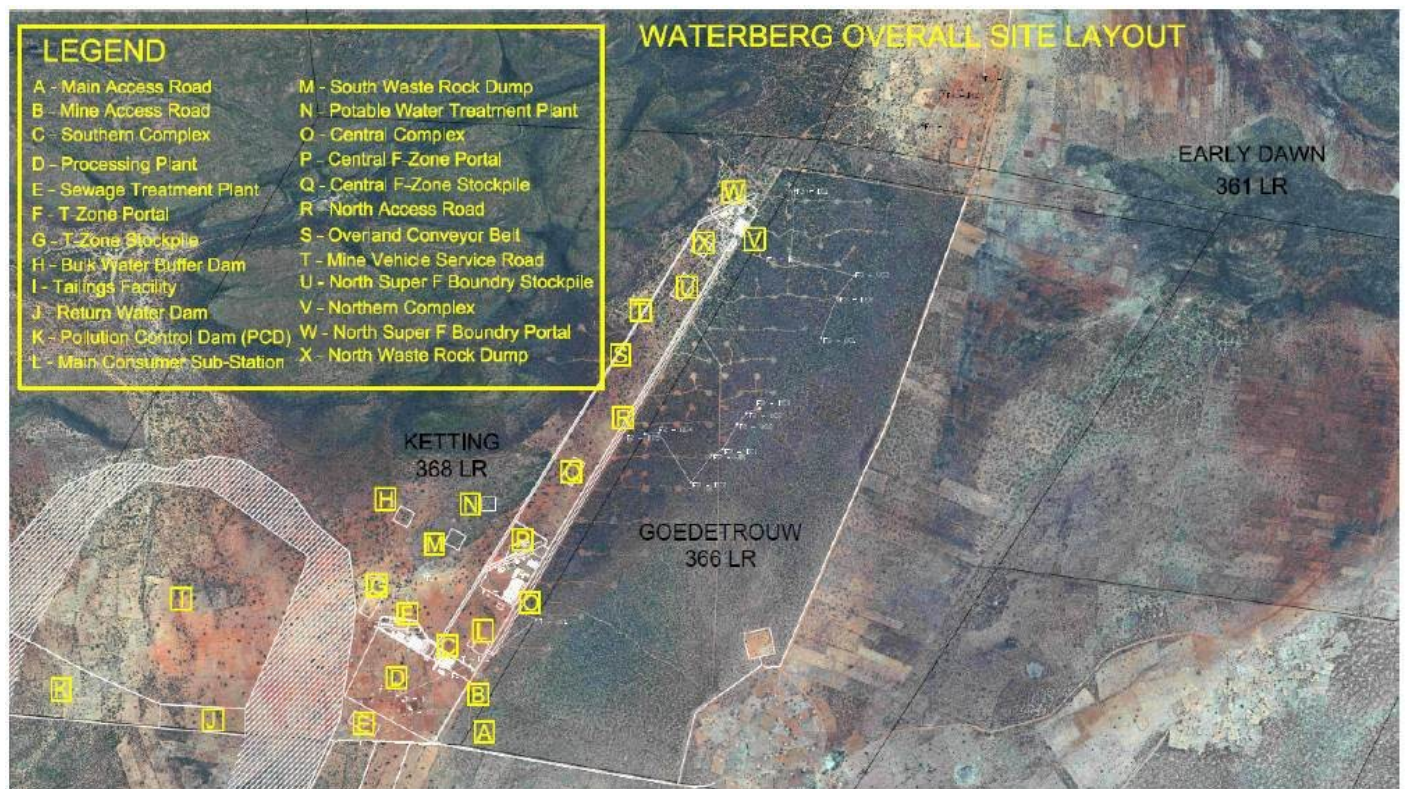 WATERBERG OVERALL SITE LAYOUT
LEGEND
A - Main Access Road
B - Mine Access Road
C - Southern Complex
D - Processing Plant
E - Sewage Treatment Plant
F - T-Zone Portal
G - T-Zone Stockpile
H - Bulk Water Buffer Dam
I - Tailings Facility
J - Return Water Dam
K - Pollution Control Dam (PCD)
L - Main Consumer Sub-Station
M - South Waste Rock Dump
N - Potable Water Treatment Plant
O - Central Complex
P - Central F-Zone Portal
Q - Central F-Zone Stockpile
R - North Access Road
S - Overland Conveyor Belt
T - Mine Vehicle Service Road
U - North Super F Boundry Stockpile
V - Northern Complex
W - North Super F Boundry Portal
X - North Waste Rock Dump
EARLY DAWN
361 LR
W
X
V
U
T
S
R
KETTING
368 LR
Q
H
N
GOEDETROUW
366 LR
M
P
G
I
F
O
L
C
D
K
B
J
E
A